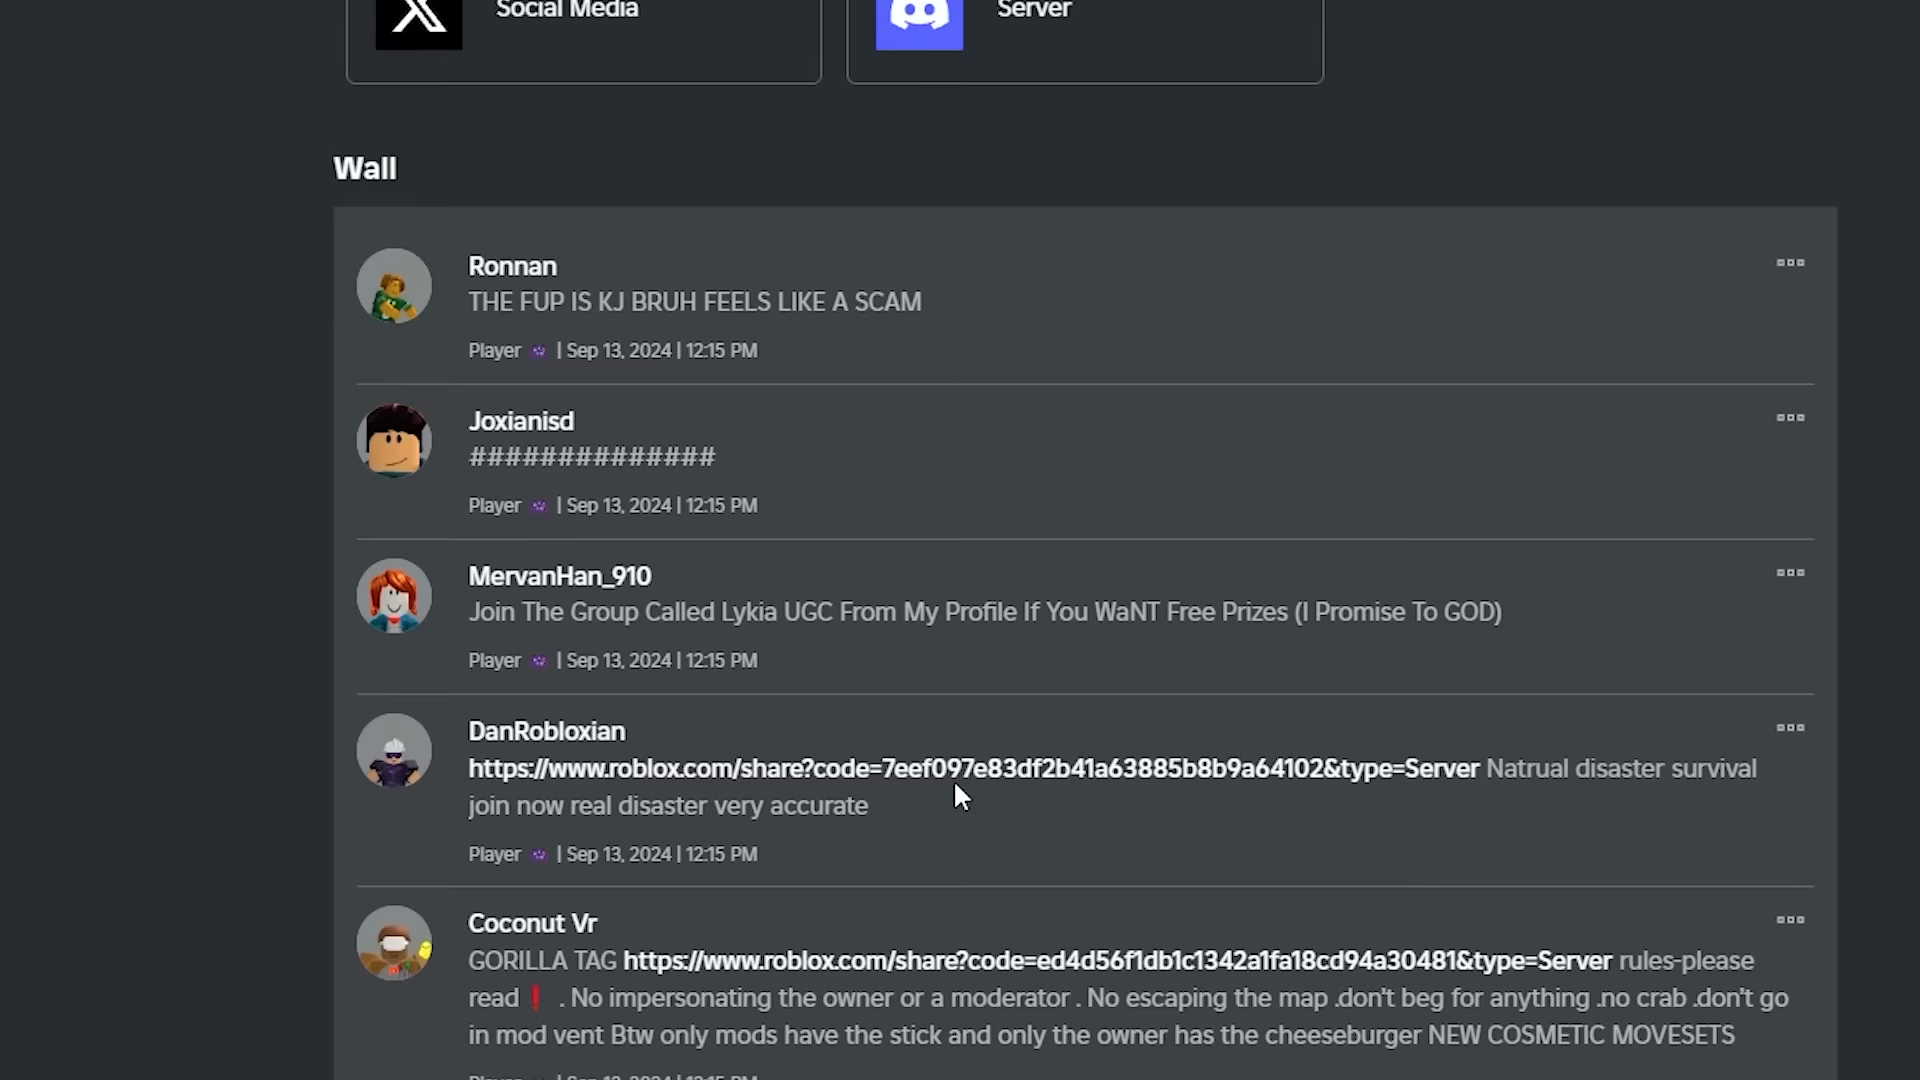 Social Media
Server
Wall
Ronnan
THE FUP IS KJ BRUH FEELS LIKE A SCAM
Player | Sep 13, 2024 | 12:15 PM
Joxianisd
##############
Player | Sep 13, 2024 | 12:15 PM
MervanHan_910
Join The Group Called Lykia UGC From My Profile If You WaNT Free Prizes (I Promise To GOD)
Player | Sep 13, 2024 | 12:15 PM
DanRobloxian
https://www.roblox.com/share?code=7eef097e83df2b41a63885b8b9a64102&type=Server Natrual disaster survival
join now real disaster very accurate
Player | Sep 13, 2024 | 12:15 PM
Coconut Vr
GORILLA TAG https://www.roblox.com/share?code=ed4d56f1db1c1342a1fa18cd94a30481&type=Server rules-please
read❗ . No impersonating the owner or a moderator . No escaping the map .don't beg for anything .no crab .don't go
in mod vent Btw only mods have the stick and only the owner has the cheeseburger NEW COSMETIC MOVESETS